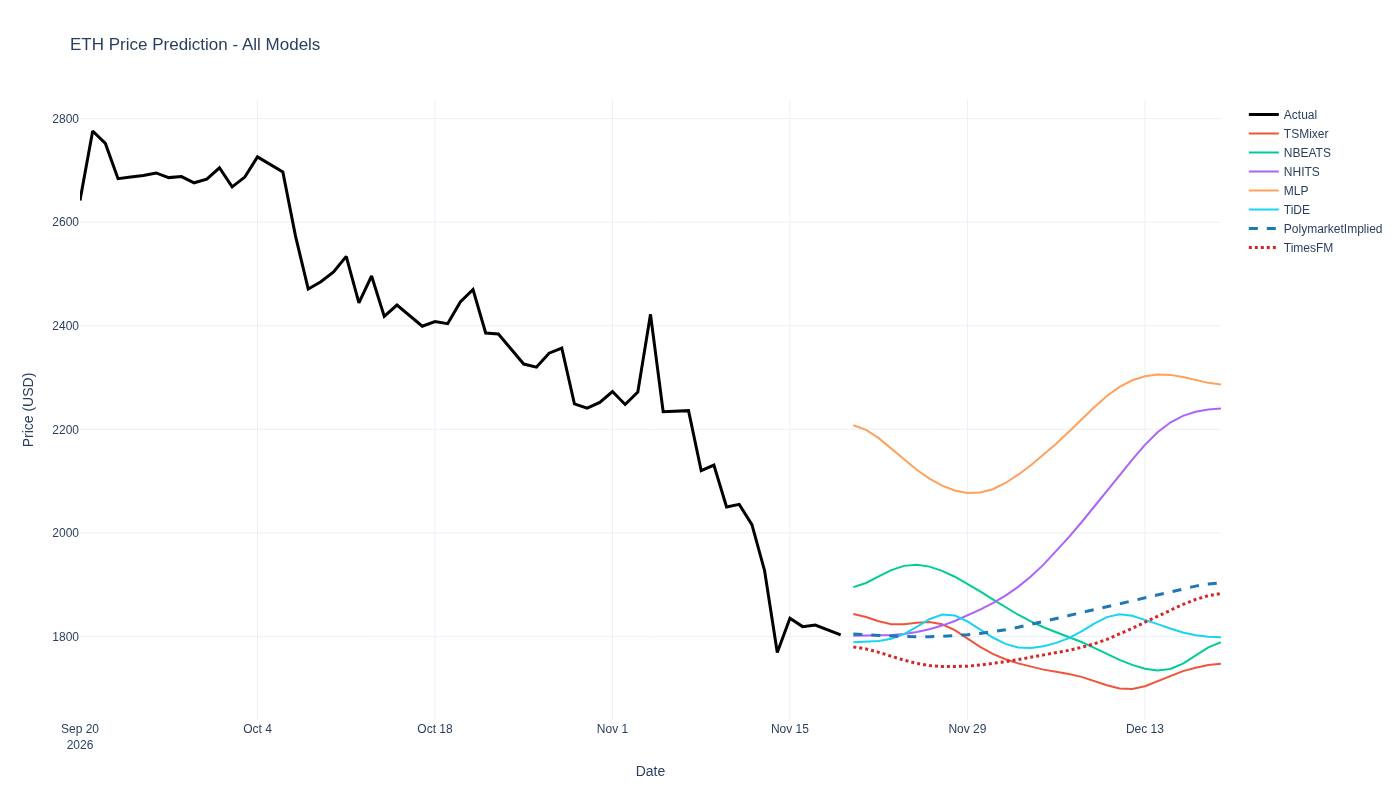 ETH Price Prediction - All Models
Price (USD)
2800
2600
2400
2200
2000
1800
Sep 20
2026
Oct 4
Oct 18
Nov 1
Nov 15
Nov 29
Dec 13
Date
Actual
TSMixer
NBEATS
NHITS
MLP
TiDE
PolymarketImplied
TimesFM